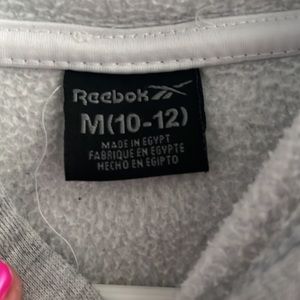 Reebok
M(10-12)
MADE IN EGYPT
FABRIQUE EN EGYPTE
HECHO EN EGIPTO